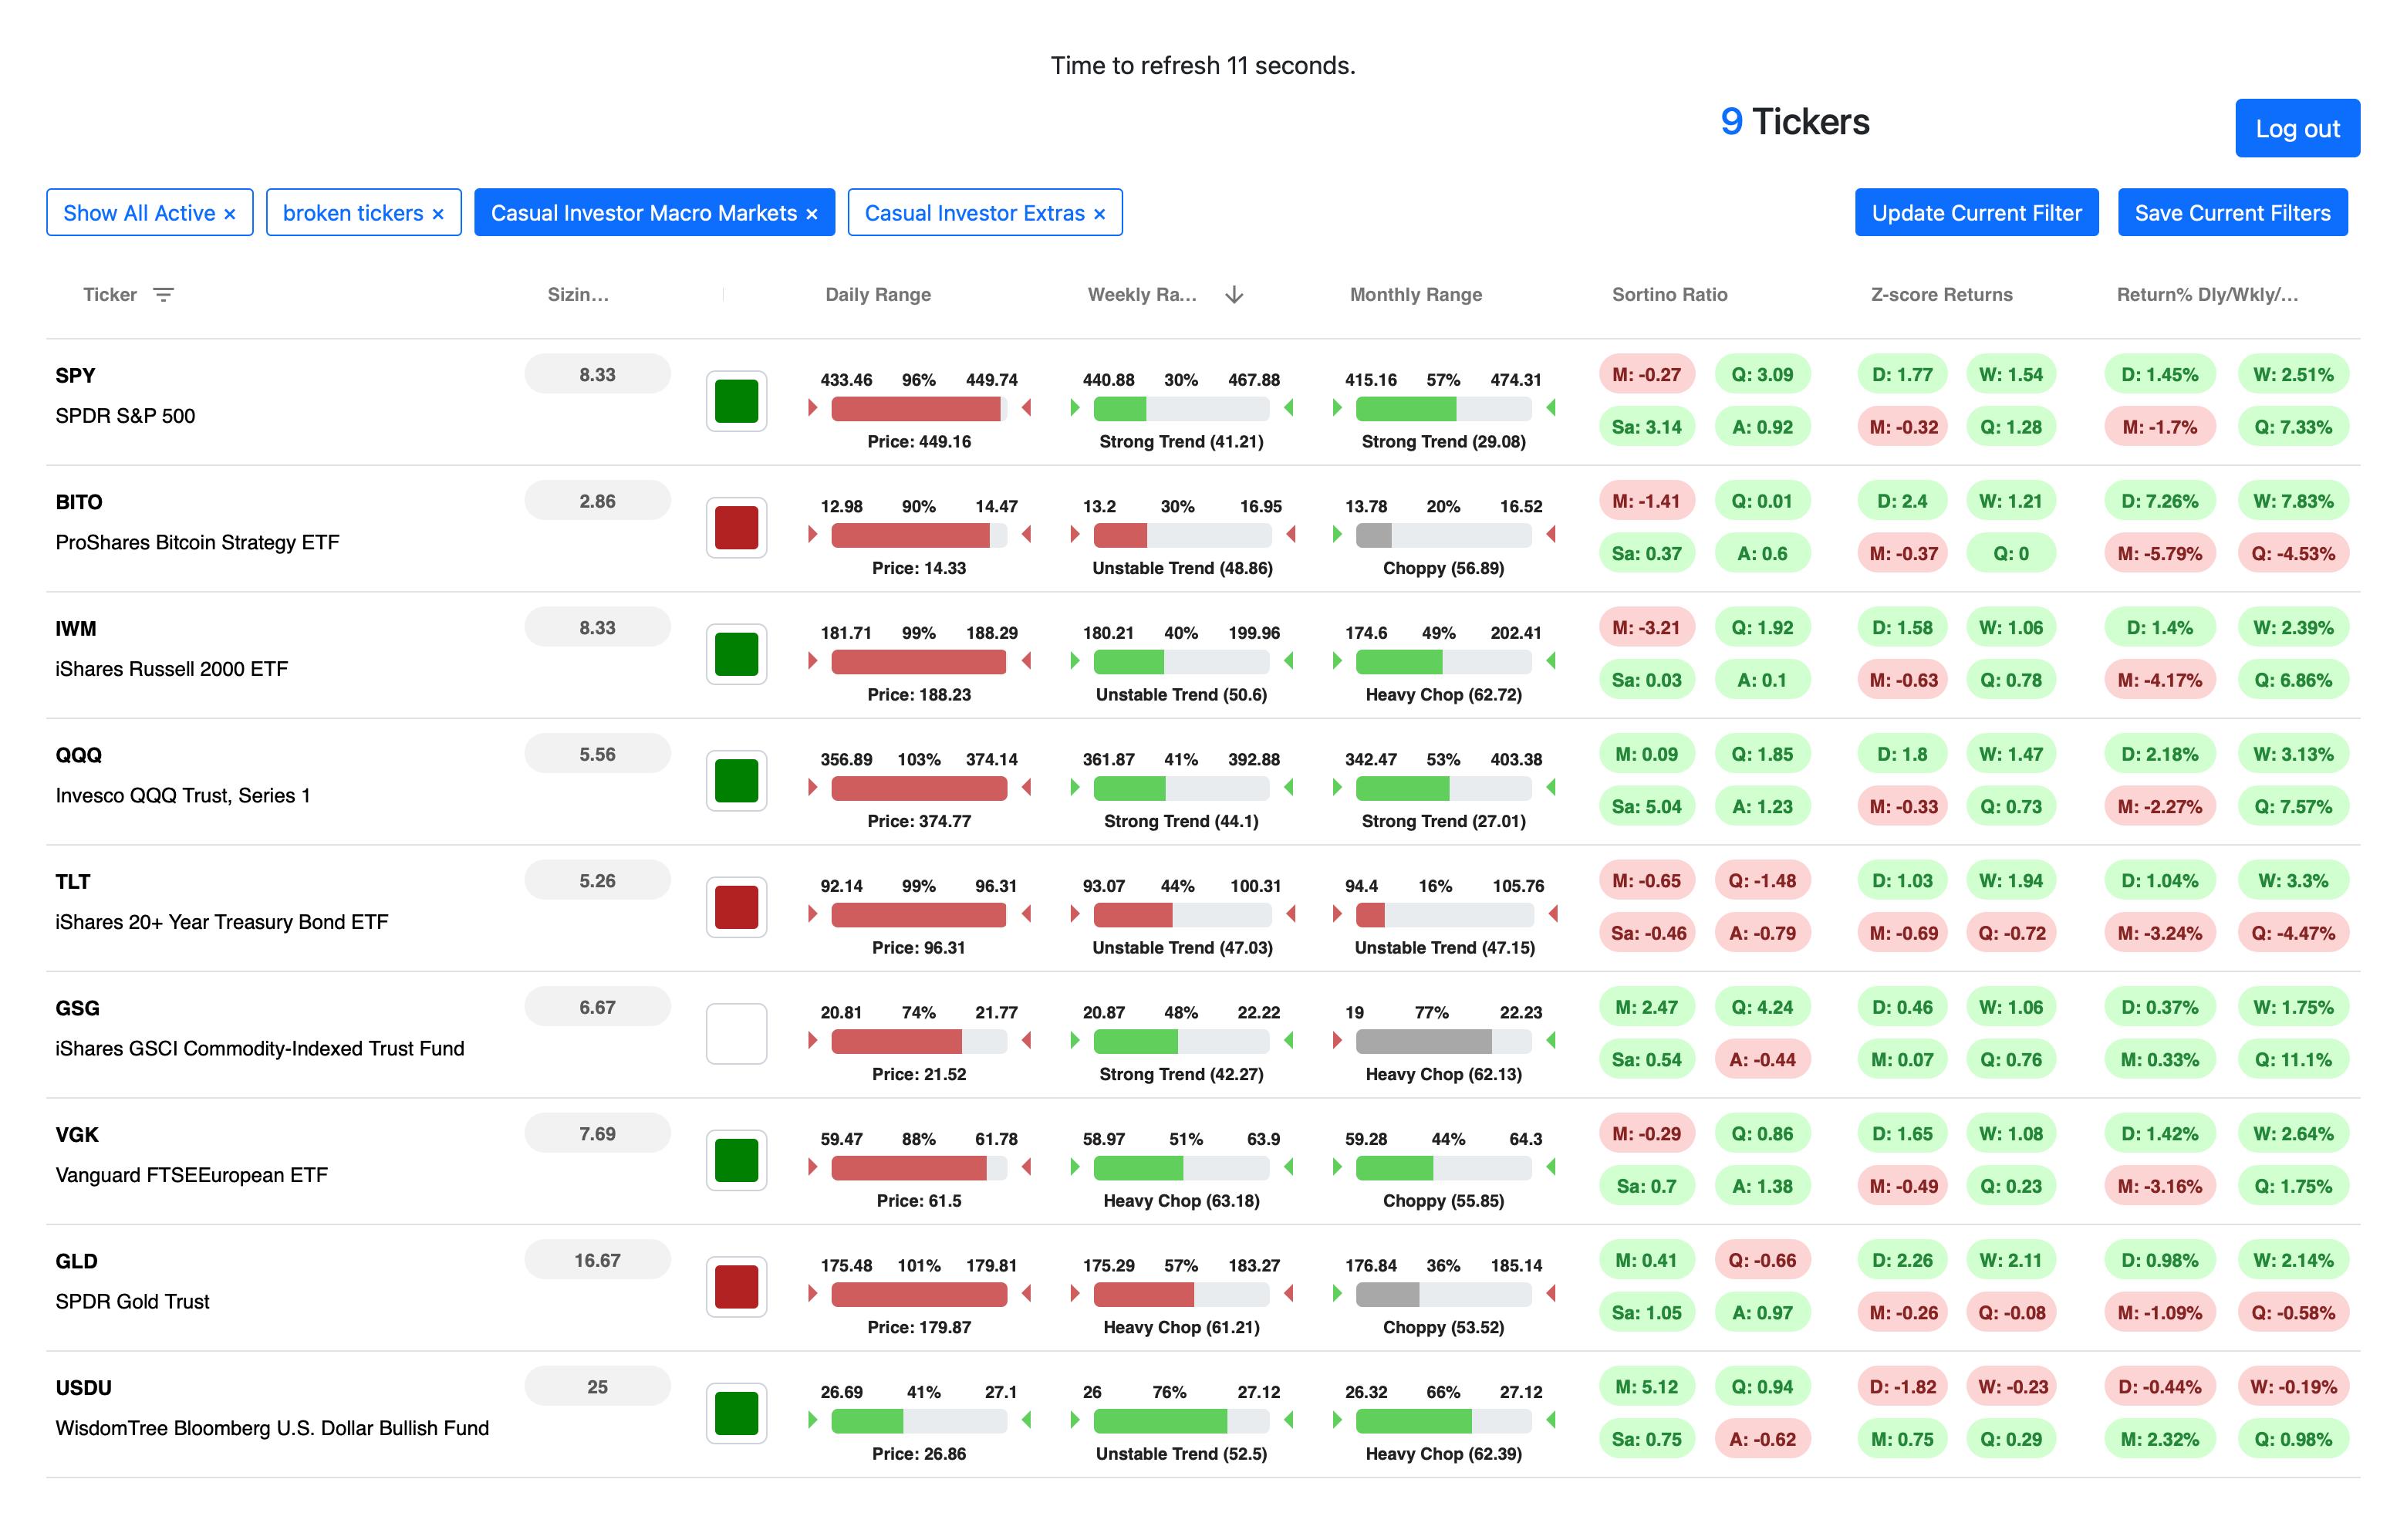 Time to refresh 11 seconds.
9 Tickers
Log out
Show All Active × broken tickers × Casual Investor Macro Markets × Casual Investor Extras × Update Current Filter Save Current Filters
Ticker Sizin... Daily Range Weekly Ra... Monthly Range Sortino Ratio Z-score Returns Return% Dly/Wkly/...
SPY 8.33 433.46 96% 449.74 440.88 30% 467.88 415.16 57% 474.31 M: -0.27 Q: 3.09 D: 1.77 W: 1.54 D: 1.45% W: 2.51%
SPDR S&P 500 Price: 449.16 Strong Trend (41.21) Strong Trend (29.08) Sa: 3.14 A: 0.92 M: -0.32 Q: 1.28 M: -1.7% Q: 7.33%
BITO 2.86 12.98 90% 14.47 13.2 30% 16.95 13.78 20% 16.52 M: -1.41 Q: 0.01 D: 2.4 W: 1.21 D: 7.26% W: 7.83%
ProShares Bitcoin Strategy ETF Price: 14.33 Unstable Trend (48.86) Choppy (56.89) Sa: 0.37 A: 0.6 M: -0.37 Q: 0 M: -5.79% Q: -4.53%
IWM 8.33 181.71 99% 188.29 180.21 40% 199.96 174.6 49% 202.41 M: -3.21 Q: 1.92 D: 1.58 W: 1.06 D: 1.4% W: 2.39%
iShares Russell 2000 ETF Price: 188.23 Unstable Trend (50.6) Heavy Chop (62.72) Sa: 0.03 A: 0.1 M: -0.63 Q: 0.78 M: -4.17% Q: 6.86%
QQQ 5.56 356.89 103% 374.14 361.87 41% 392.88 342.47 53% 403.38 M: 0.09 Q: 1.85 D: 1.8 W: 1.47 D: 2.18% W: 3.13%
Invesco QQQ Trust, Series 1 Price: 374.77 Strong Trend (44.1) Strong Trend (27.01) Sa: 5.04 A: 1.23 M: -0.33 Q: 0.73 M: -2.27% Q: 7.57%
TLT 5.26 92.14 99% 96.31 93.07 44% 100.31 94.4 16% 105.76 M: -0.65 Q: -1.48 D: 1.03 W: 1.94 D: 1.04% W: 3.3%
iShares 20+ Year Treasury Bond ETF Price: 96.31 Unstable Trend (47.03) Unstable Trend (47.15) Sa: -0.46 A: -0.79 M: -0.69 Q: -0.72 M: -3.24% Q: -4.47%
GSG 6.67 20.81 74% 21.77 20.87 48% 22.22 19 77% 22.23 M: 2.47 Q: 4.24 D: 0.46 W: 1.06 D: 0.37% W: 1.75%
iShares GSCI Commodity-Indexed Trust Fund Price: 21.52 Strong Trend (42.27) Heavy Chop (62.13) Sa: 0.54 A: -0.44 M: 0.07 Q: 0.76 M: 0.33% Q: 11.1%
VGK 7.69 59.47 88% 61.78 58.97 51% 63.9 59.28 44% 64.3 M: -0.29 Q: 0.86 D: 1.65 W: 1.08 D: 1.42% W: 2.64%
Vanguard FTSEEuropean ETF Price: 61.5 Heavy Chop (63.18) Choppy (55.85) Sa: 0.7 A: 1.38 M: -0.49 Q: 0.23 M: -3.16% Q: 1.75%
GLD 16.67 175.48 101% 179.81 175.29 57% 183.27 176.84 36% 185.14 M: 0.41 Q: -0.66 D: 2.26 W: 2.11 D: 0.98% W: 2.14%
SPDR Gold Trust Price: 179.87 Heavy Chop (61.21) Choppy (53.52) Sa: 1.05 A: 0.97 M: -0.26 Q: -0.08 M: -1.09% Q: -0.58%
USDU 25 26.69 41% 27.1 26 76% 27.12 26.32 66% 27.12 M: 5.12 Q: 0.94 D: -1.82 W: -0.23 D: -0.44% W: -0.19%
WisdomTree Bloomberg U.S. Dollar Bullish Fund Price: 26.86 Unstable Trend (52.5) Heavy Chop (62.39) Sa: 0.75 A: -0.62 M: 0.75 Q: 0.29 M: 2.32% Q: 0.98%